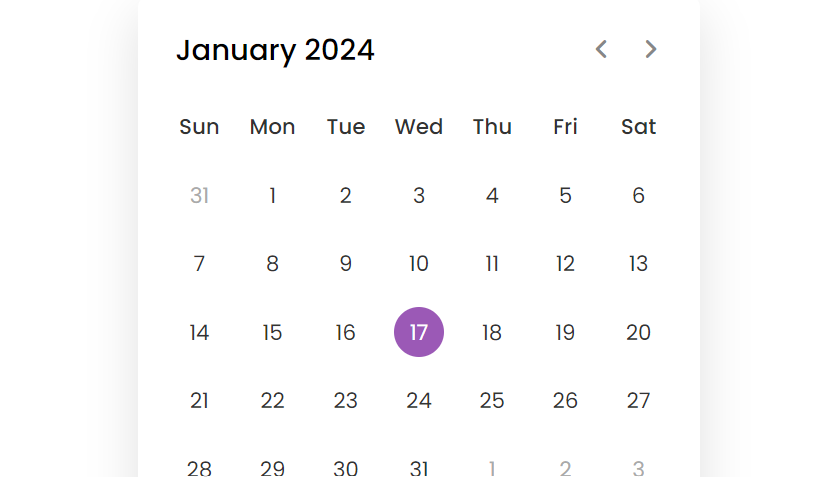 January 2024
Sun Mon Tue Wed Thu Fri Sat
31 1 2 3 4 5 6
7 8 9 10 11 12 13
14 15 16 17 18 19 20
21 22 23 24 25 26 27
28 29 30 31 1 2 3